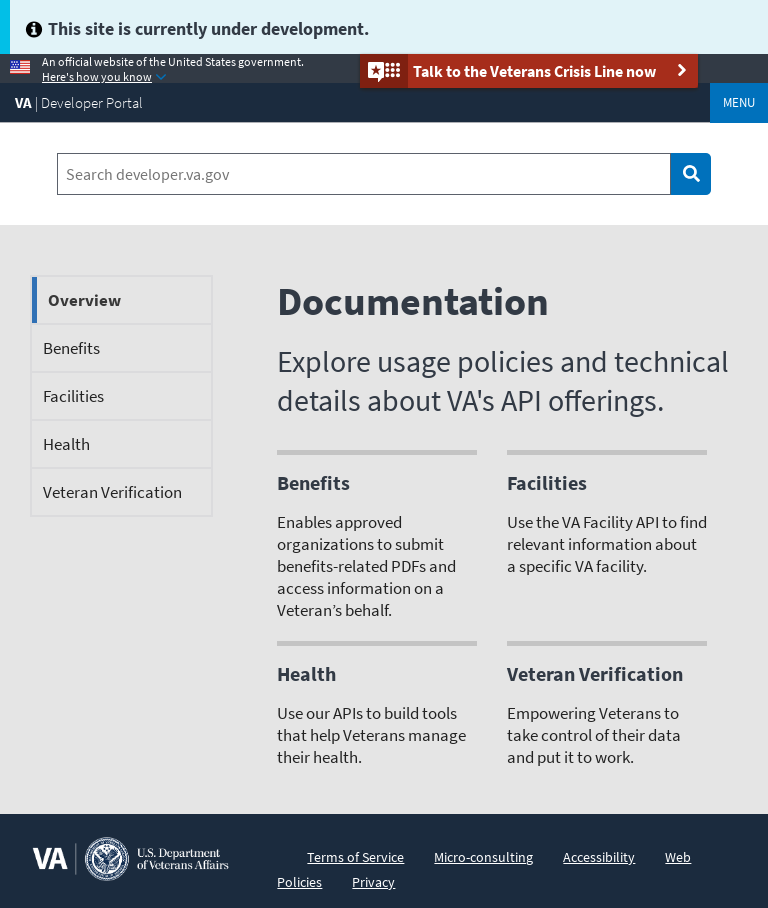 This site is currently under development.
An official website of the United States government.
Here's how you know
Talk to the Veterans Crisis Line now
VA | Developer Portal
MENU
Search developer.va.gov
Overview
Benefits
Facilities
Health
Veteran Verification
Documentation
Explore usage policies and technical
details about VA's API offerings.
Benefits
Enables approved
organizations to submit
benefits-related PDFs and
access information on a
Veteran’s behalf.
Facilities
Use the VA Facility API to find
relevant information about
a specific VA facility.
Health
Use our APIs to build tools
that help Veterans manage
their health.
Veteran Verification
Empowering Veterans to
take control of their data
and put it to work.
VA
U.S. Department
of Veterans Affairs
Terms of Service Micro-consulting Accessibility Web
Policies Privacy